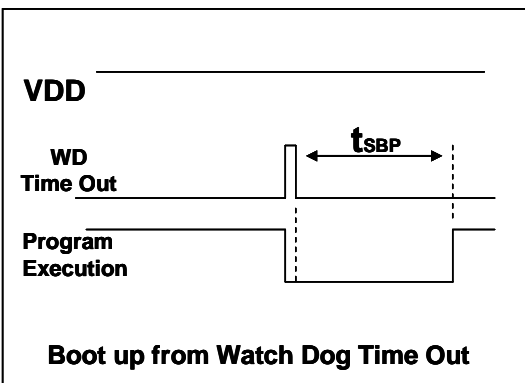 VDD
tSBP
WD
Time Out
Program
Execution
Boot up from Watch Dog Time Out